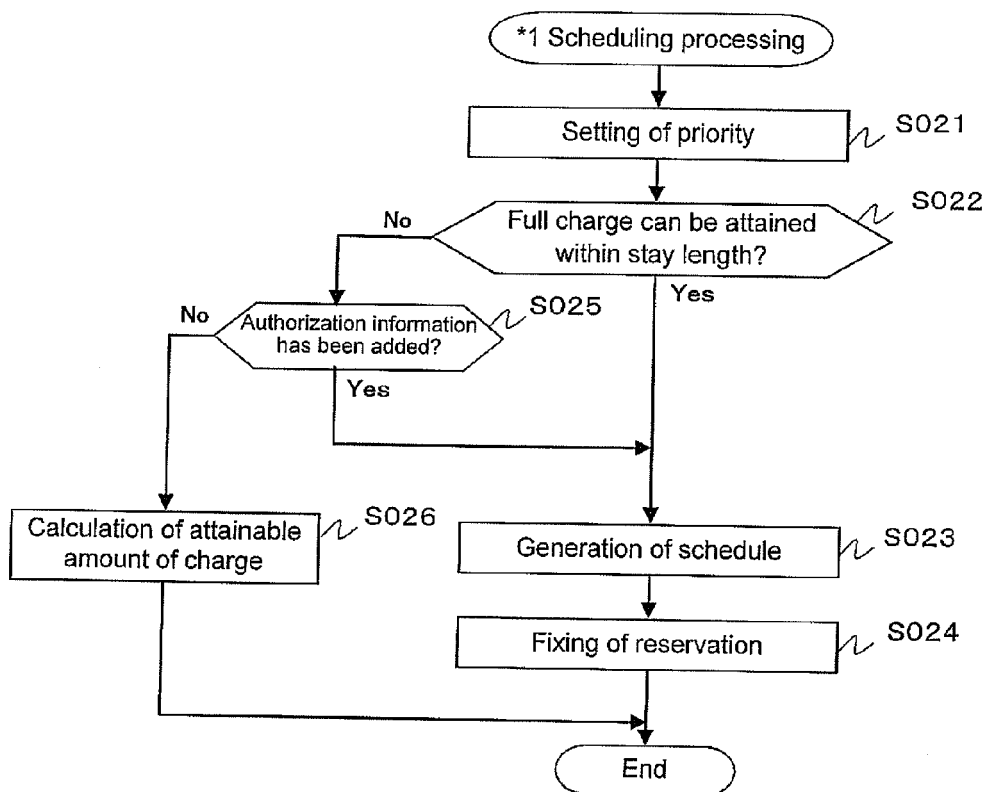 *1 Scheduling processing
Setting of priority
S021
Full charge can be attained
within stay length?
S022
No
Yes
Authorization information
has been added?
S025
No
Yes
Calculation of attainable
amount of charge
S026
Generation of schedule
S023
Fixing of reservation
S024
End